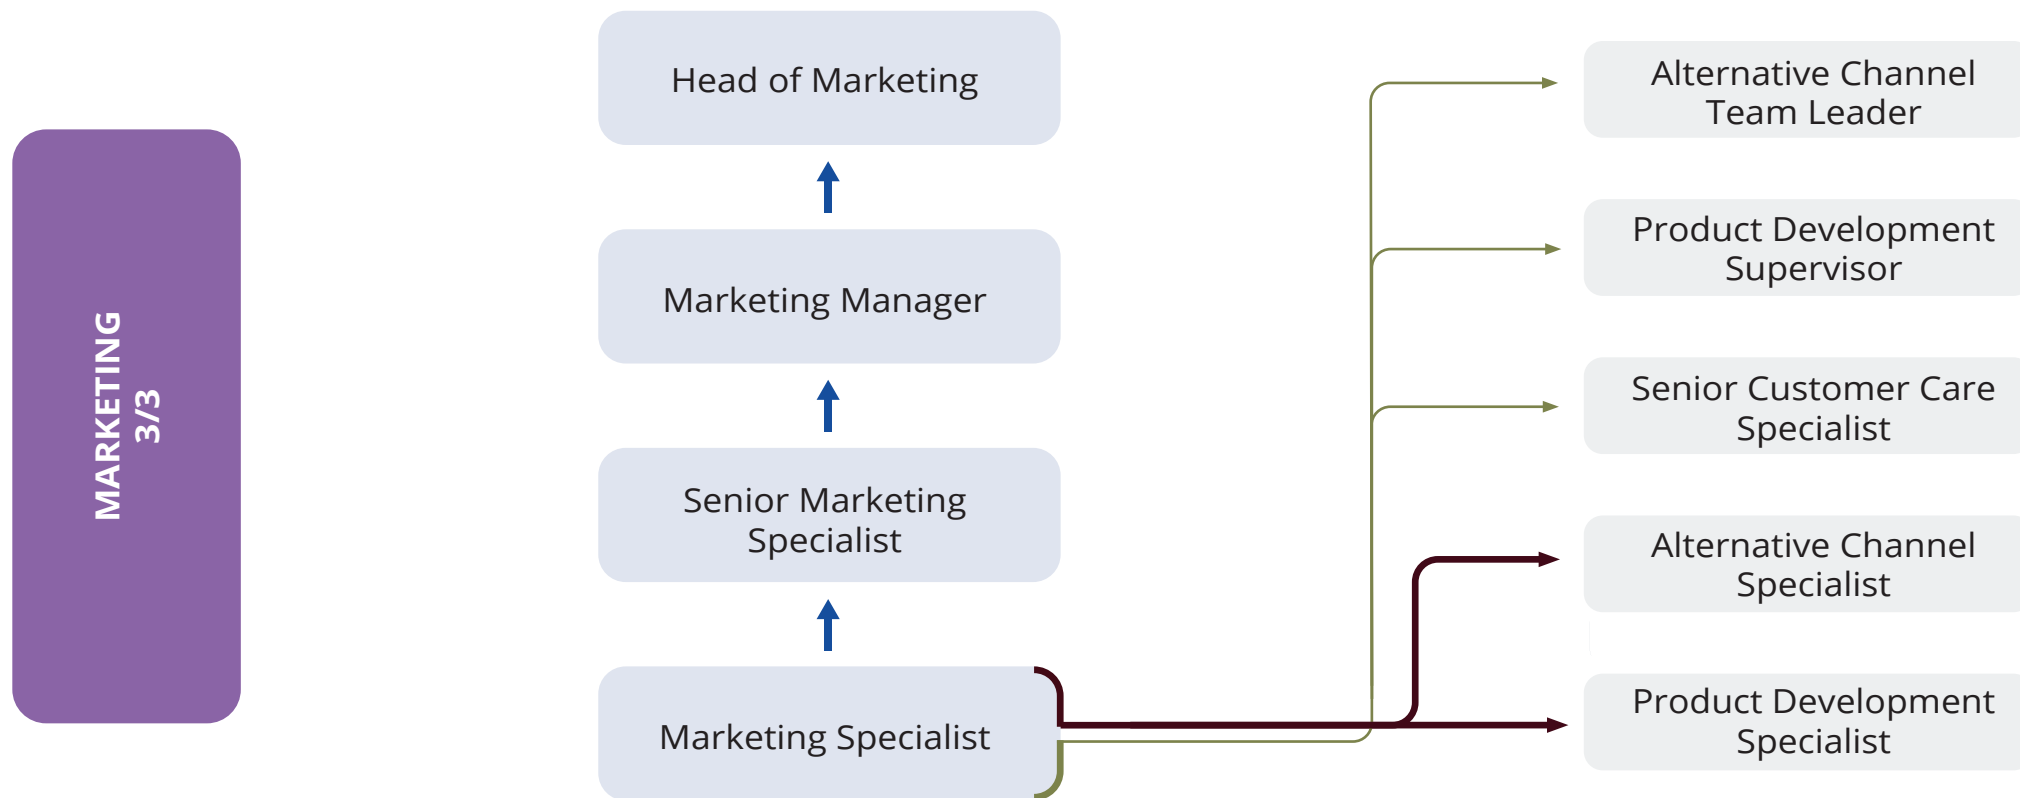 MARKETING
3/3
Head of Marketing
Marketing Manager
Senior Marketing
Specialist
Marketing Specialist
Alternative Channel
Team Leader
Product Development
Supervisor
Senior Customer Care
Specialist
Alternative Channel
Specialist
Product Development
Specialist